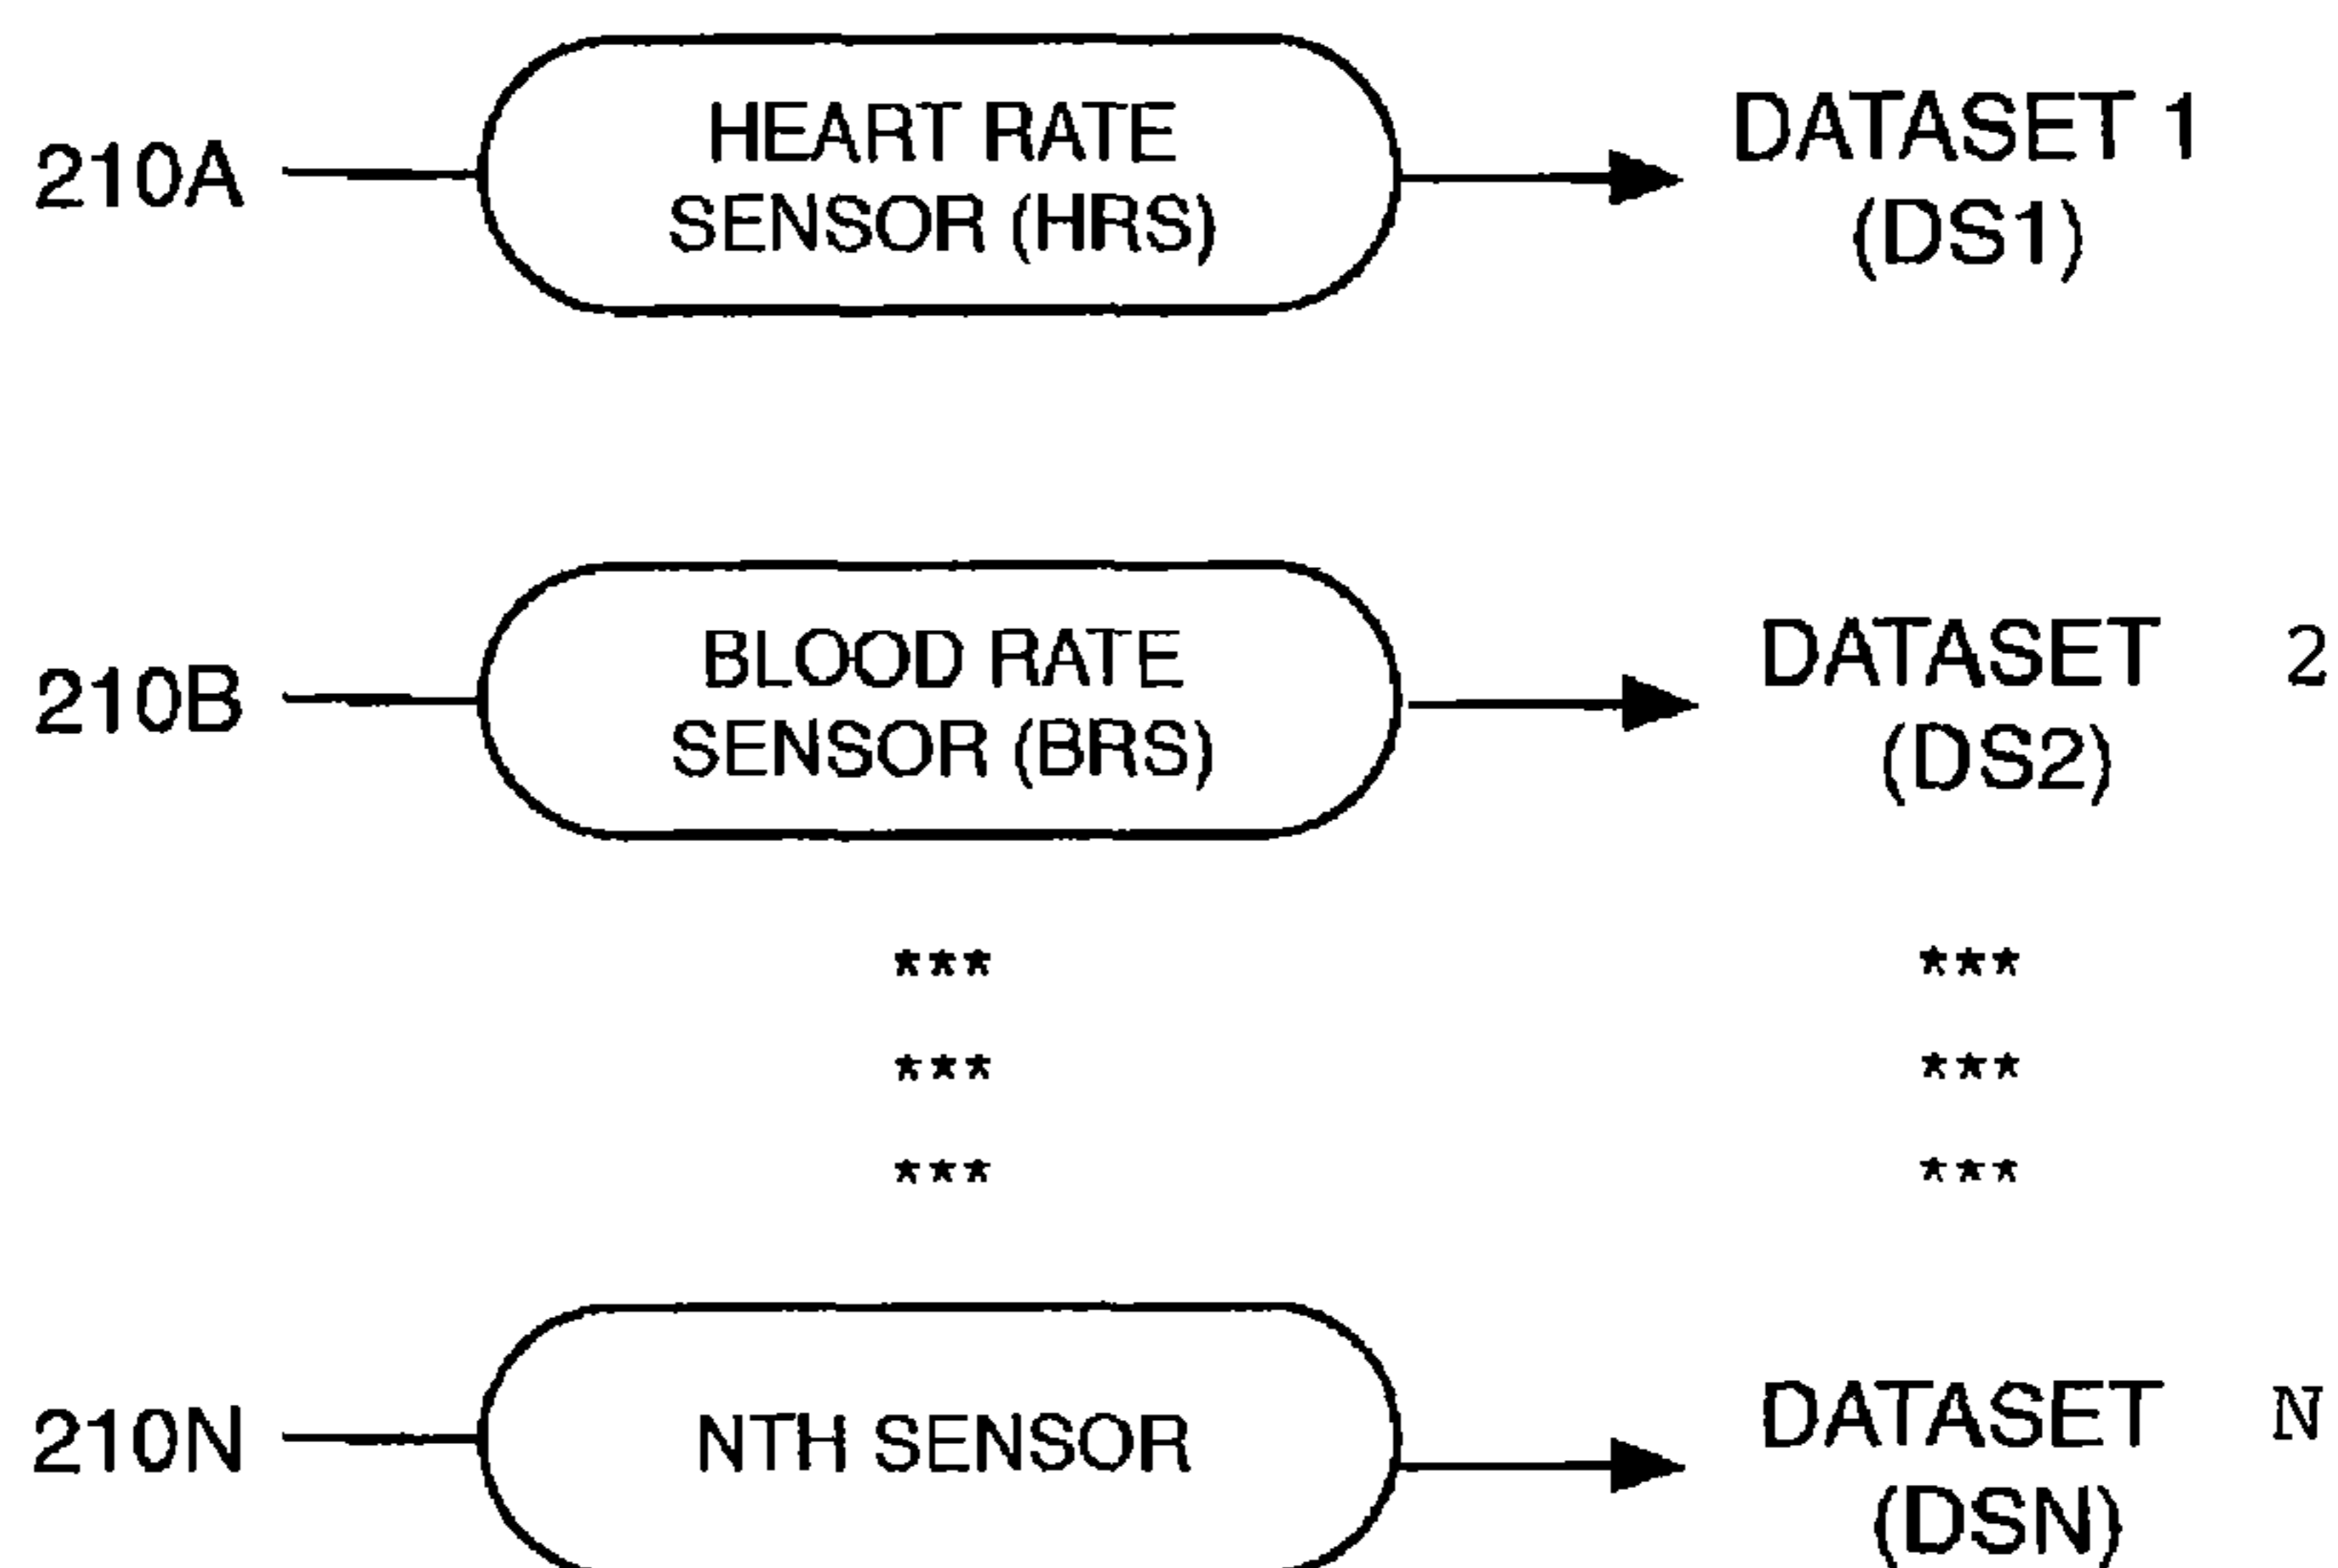 210A
HEART RATE
SENSOR (HRS)
DATASET 1
(DS1)
210B
BLOOD RATE
SENSOR (BRS)
DATASET 2
(DS2)
*** ***
*** ***
*** ***
210N
NTH SENSOR
DATASET N
(DSN)